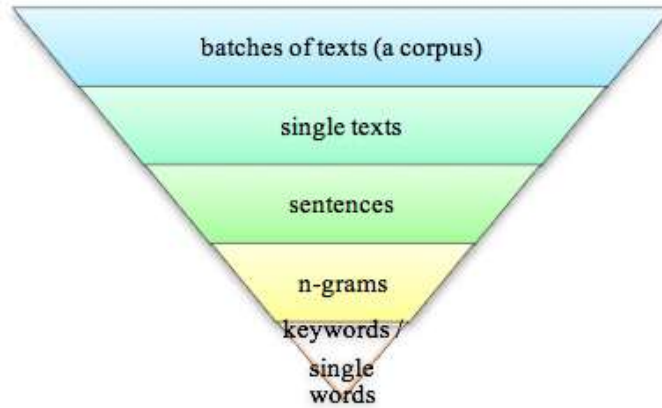 batches of texts (a corpus)
single texts
sentences
n-grams
keywords /
single
words